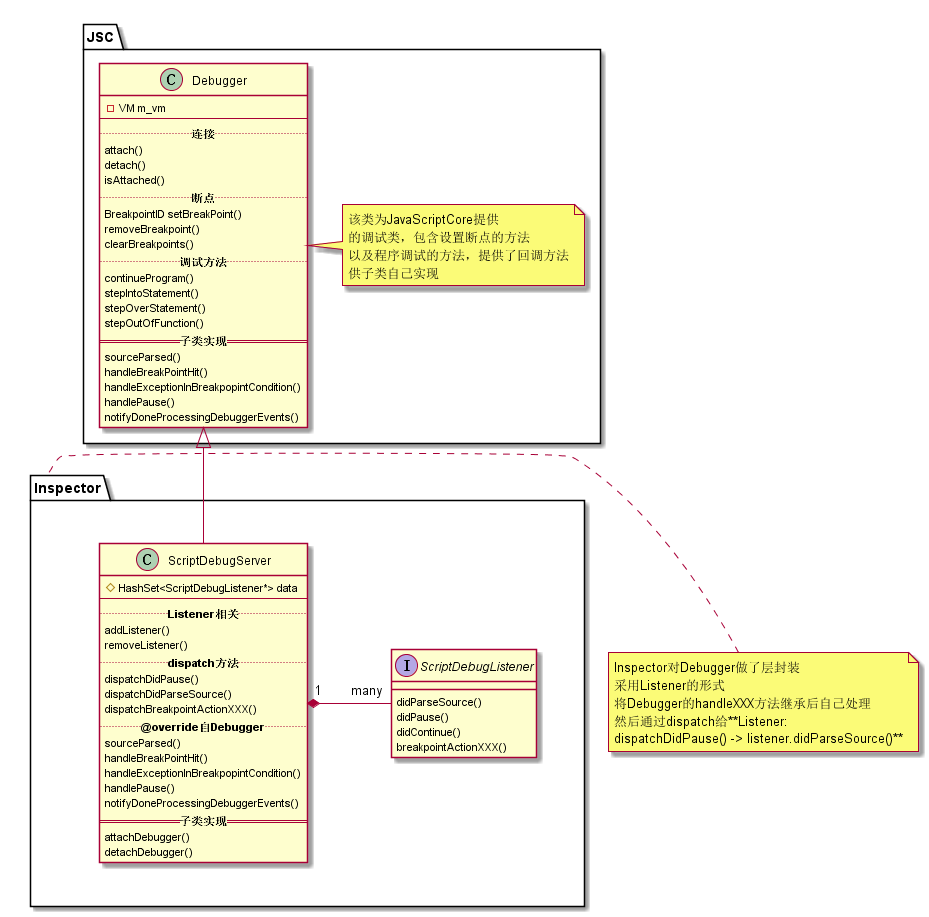 JSC
C Debugger
VM m_vm
连接
attach()
detach()
isAttached()
断点
BreakpointID setBreakPoint()
removeBreakpoint()
clearBreakpoints()
调试方法
continueProgram()
stepIntoStatement()
stepOverStatement()
stepOutOfFunction()
子类实现
sourceParsed()
handleBreakPointHit()
handleExceptionInBreakpopintCondition()
handlePause()
notifyDoneProcessingDebuggerEvents()
该类为JavaScriptCore提供
的调试类，包含设置断点的方法
以及程序调试的方法，提供了回调方法
供子类自己实现
Inspector
C ScriptDebugServer
HashSet<ScriptDebugListener*> data
Listener相关
addListener()
removeListener()
dispatch方法
dispatchDidPause()
dispatchDidParseSource()
dispatchBreakpointActionXXX()
@override自Debugger
sourceParsed()
handleBreakPointHit()
handleExceptionInBreakpopintCondition()
handlePause()
notifyDoneProcessingDebuggerEvents()
子类实现
attachDebugger()
detachDebugger()
1
many
I ScriptDebugListener
didParseSource()
didPause()
didContinue()
breakpointActionXXX()
Inspector对Debugger做了层封装
采用Listener的形式
将Debugger的handleXXX方法继承后自己处理
然后通过dispatch给**Listener:
dispatchDidPause() -> listener.didParseSource()**